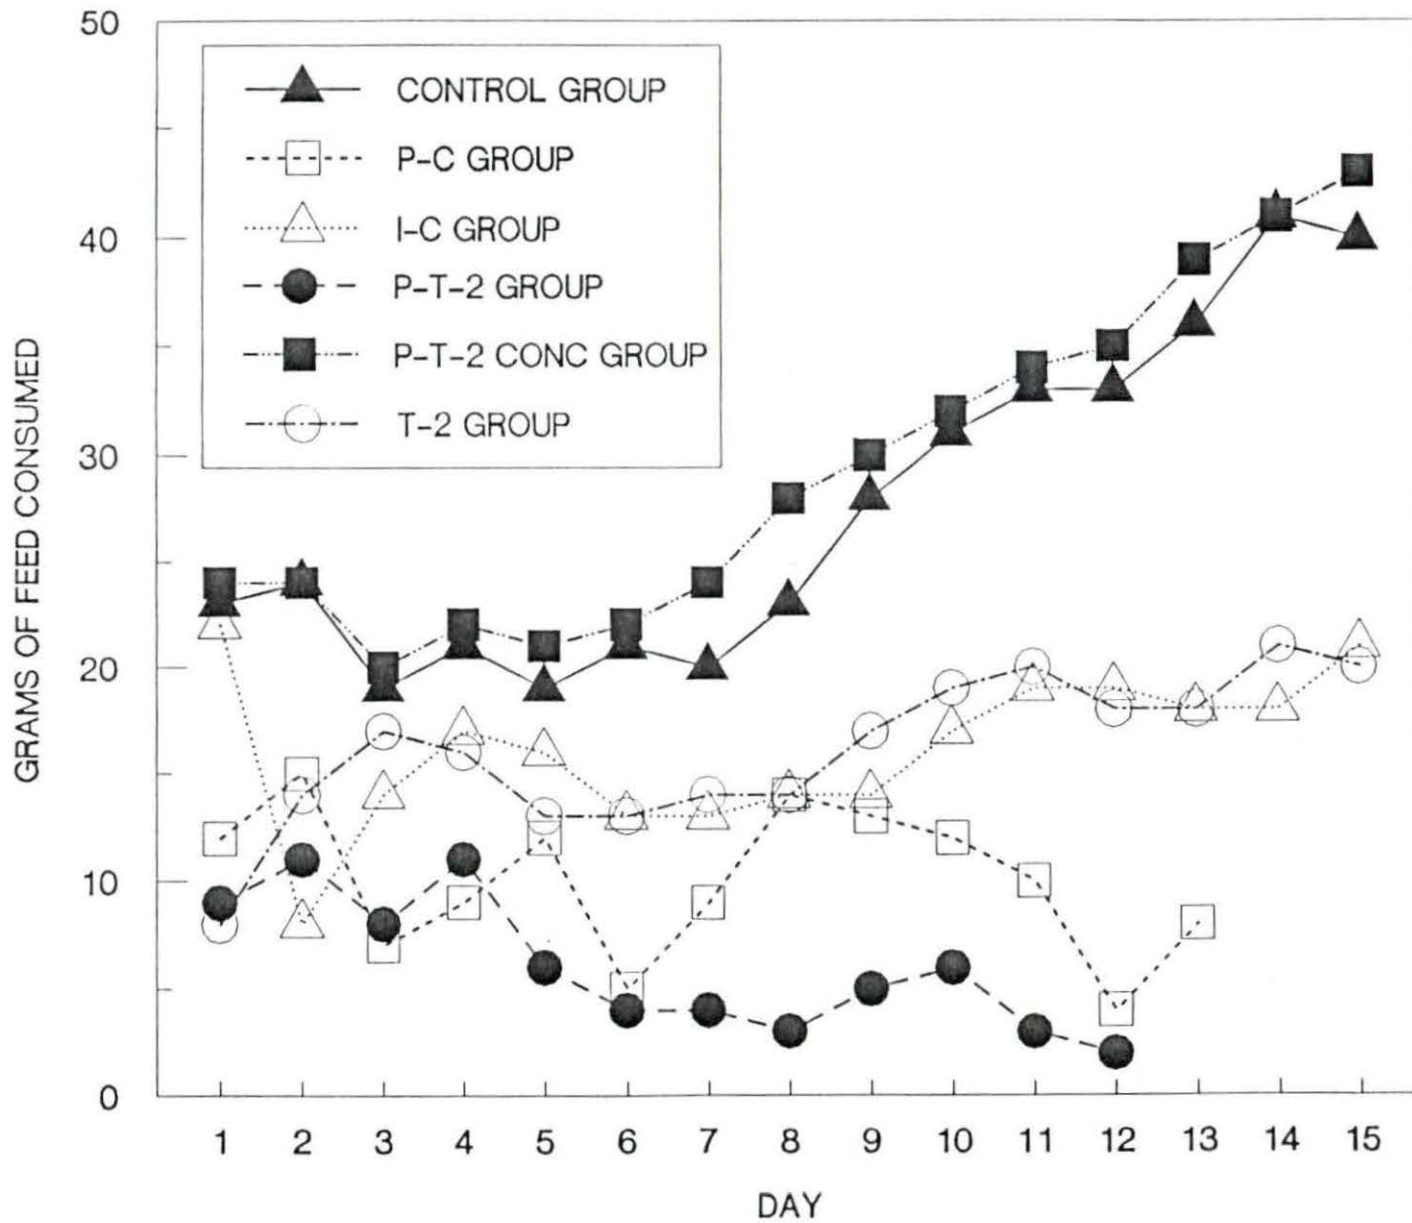 50
40
30
20
10
0
GRAMS OF FEED CONSUMED
CONTROL GROUP
P-C GROUP
I-C GROUP
P-T-2 GROUP
P-T-2 CONC GROUP
T-2 GROUP
1 2 3 4 5 6 7 8 9 10 11 12 13 14 15
DAY